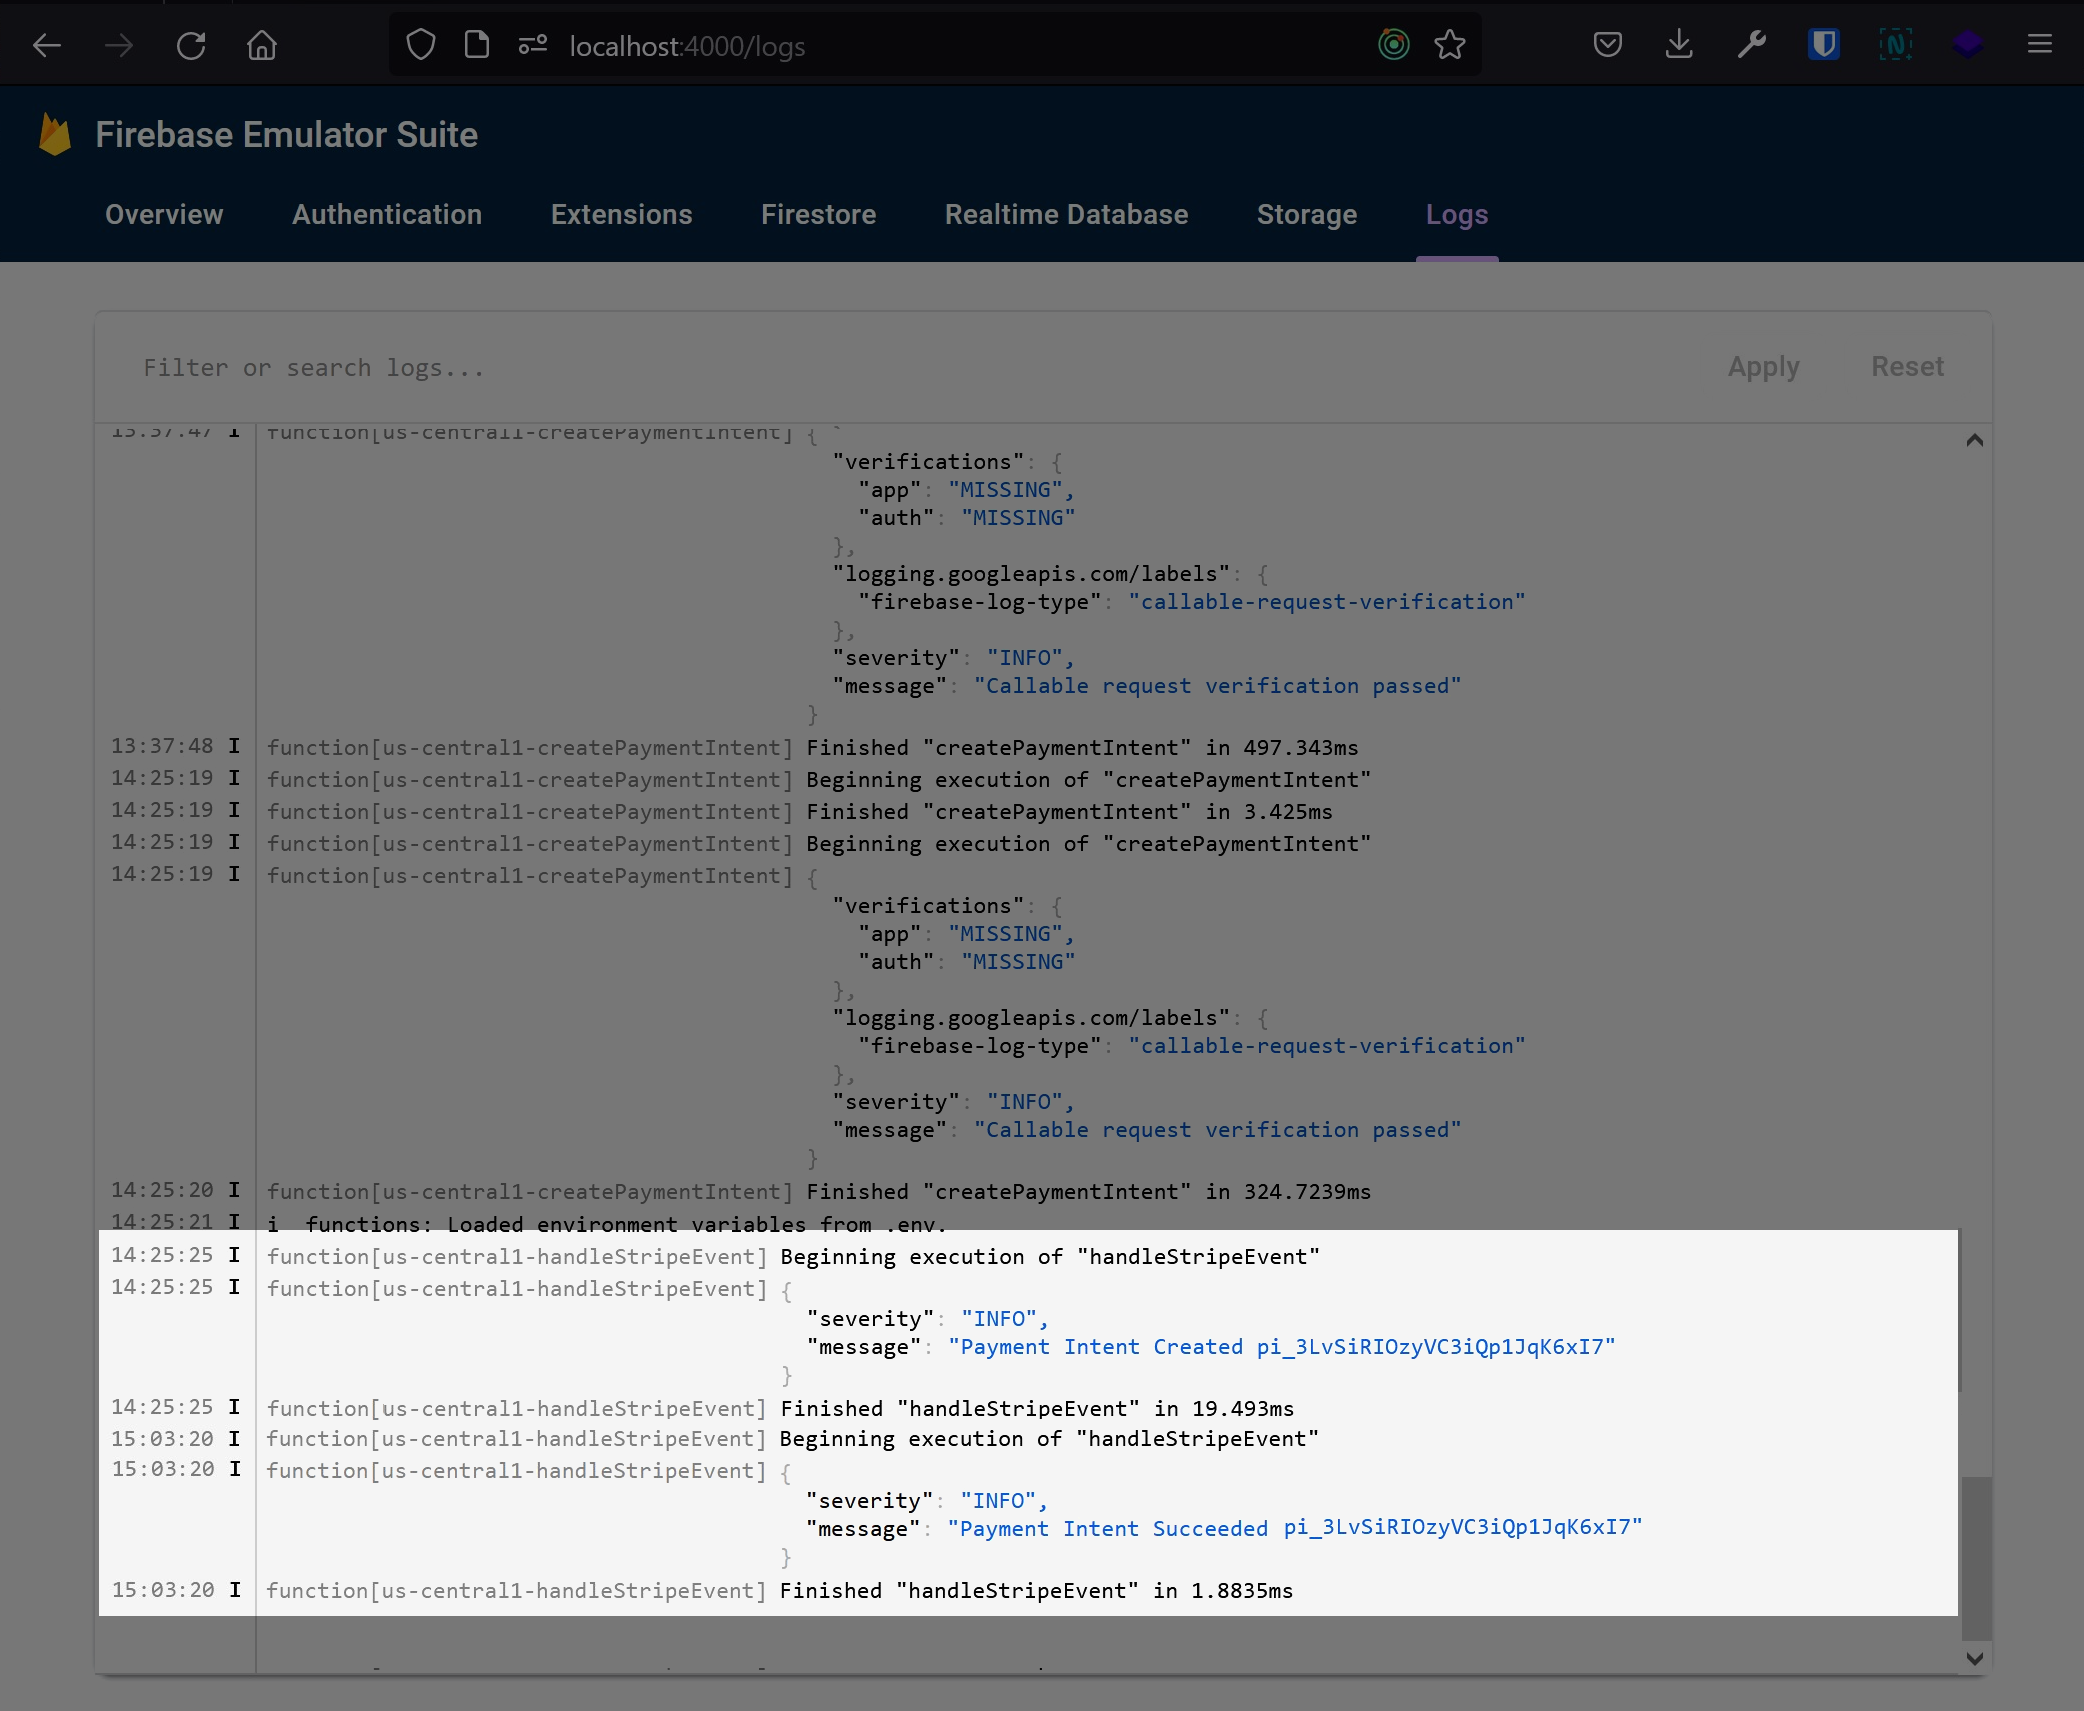 localhost:4000/logs
Firebase Emulator Suite
Overview Authentication Extensions Firestore Realtime Database Storage Logs
Filter or search logs... Apply Reset
13:37:47 I function[us-central1-createPaymentIntent] {
"verifications": {
"app": "MISSING",
"auth": "MISSING"
},
"logging.googleapis.com/labels": {
"firebase-log-type": "callable-request-verification"
},
"severity": "INFO",
"message": "Callable request verification passed"
}
13:37:48 I function[us-central1-createPaymentIntent] Finished "createPaymentIntent" in 497.343ms
14:25:19 I function[us-central1-createPaymentIntent] Beginning execution of "createPaymentIntent"
14:25:19 I function[us-central1-createPaymentIntent] Finished "createPaymentIntent" in 3.425ms
14:25:19 I function[us-central1-createPaymentIntent] Beginning execution of "createPaymentIntent"
14:25:19 I function[us-central1-createPaymentIntent] {
"verifications": {
"app": "MISSING",
"auth": "MISSING"
},
"logging.googleapis.com/labels": {
"firebase-log-type": "callable-request-verification"
},
"severity": "INFO",
"message": "Callable request verification passed"
}
14:25:20 I function[us-central1-createPaymentIntent] Finished "createPaymentIntent" in 324.7239ms
14:25:21 I i functions: Loaded environment variables from .env.
14:25:25 I function[us-central1-handleStripeEvent] Beginning execution of "handleStripeEvent"
14:25:25 I function[us-central1-handleStripeEvent] {
"severity": "INFO",
"message": "Payment Intent Created pi_3LvSiRIOzyVC3iQp1JqK6xI7"
}
14:25:25 I function[us-central1-handleStripeEvent] Finished "handleStripeEvent" in 19.493ms
15:03:20 I function[us-central1-handleStripeEvent] Beginning execution of "handleStripeEvent"
15:03:20 I function[us-central1-handleStripeEvent] {
"severity": "INFO",
"message": "Payment Intent Succeeded pi_3LvSiRIOzyVC3iQp1JqK6xI7"
}
15:03:20 I function[us-central1-handleStripeEvent] Finished "handleStripeEvent" in 1.8835ms